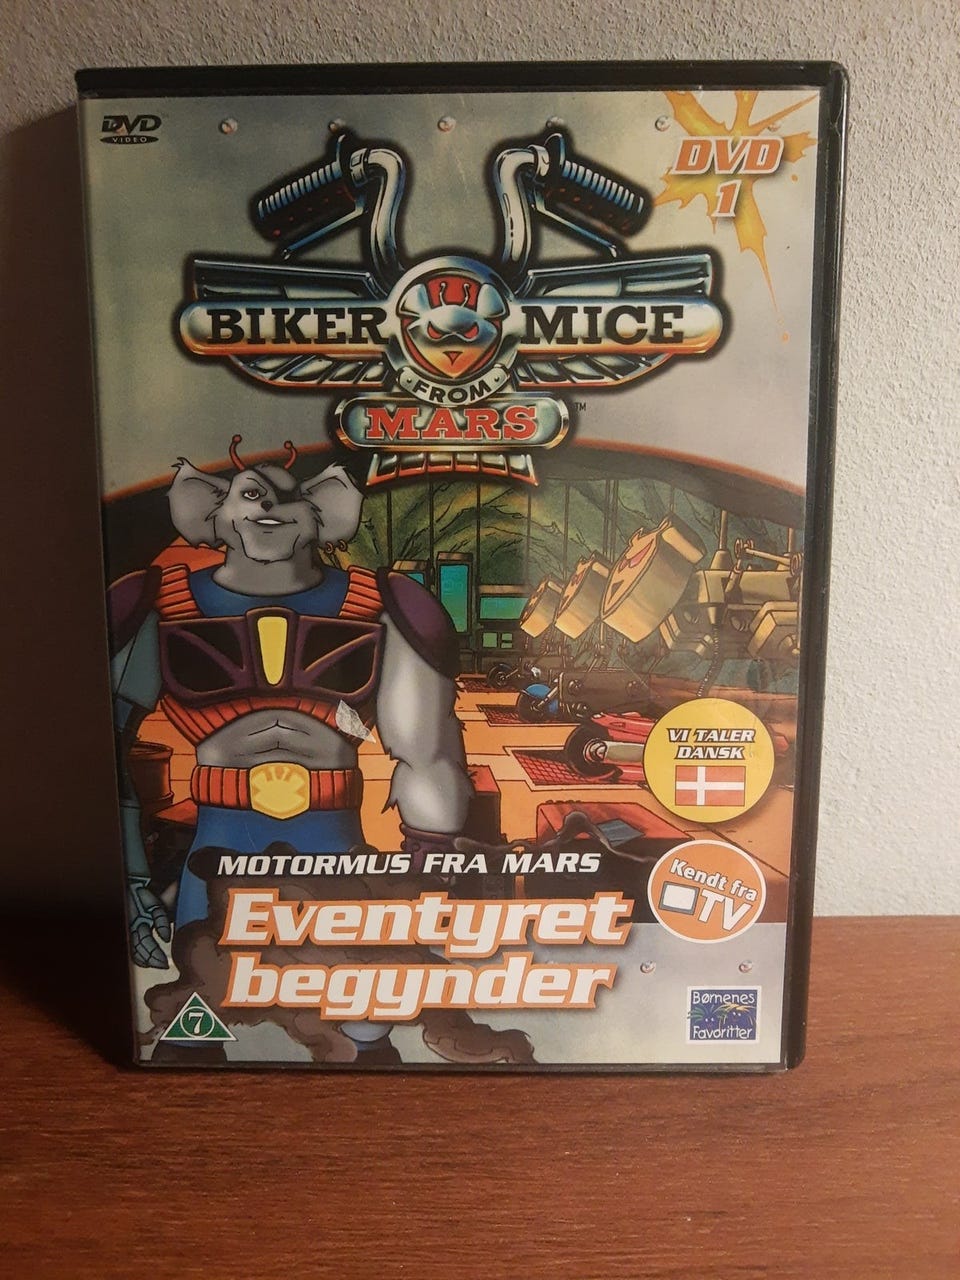 DVD
VIDEO
DVD
1
BIKER MICE
FROM
MARS
TM
VI TALER
DANSK
MOTORMUS FRA MARS
Kendt fra
TV
Eventyret
begynder
7
Børnenes
Favoritter